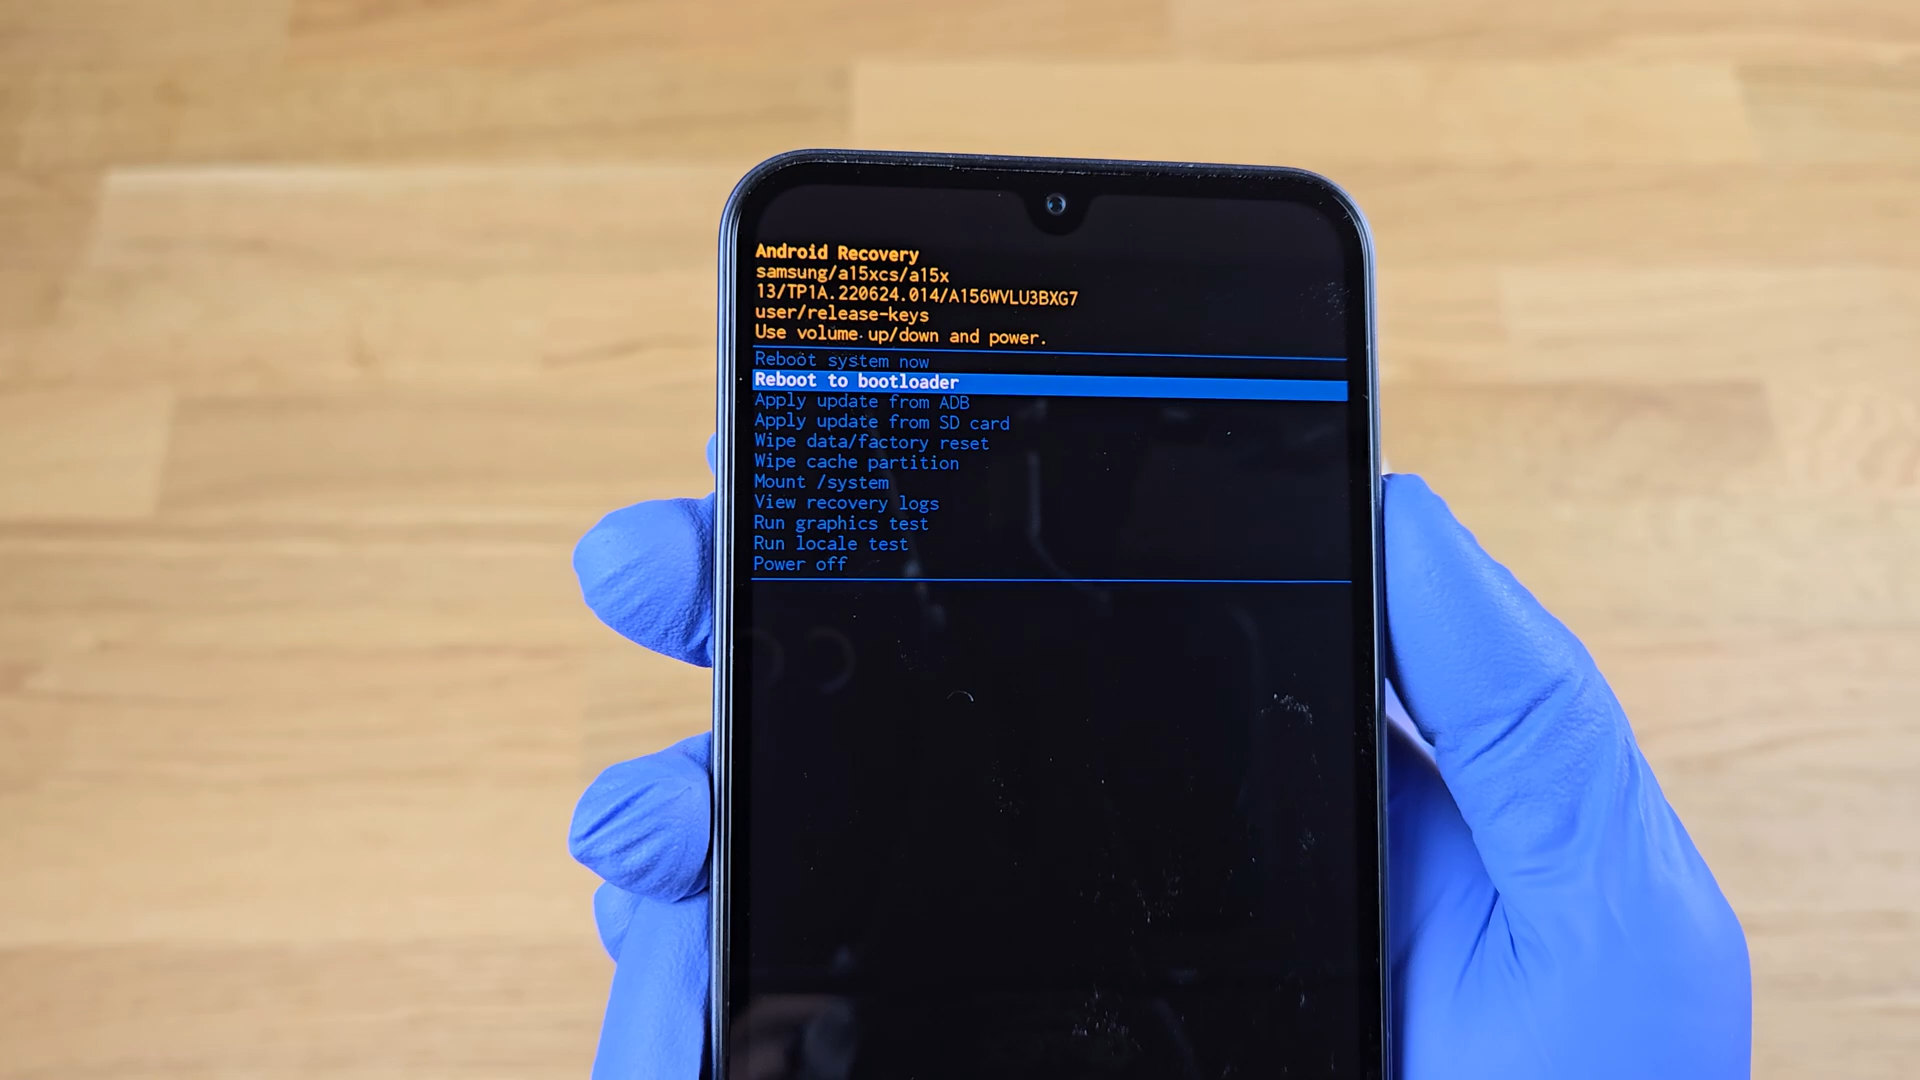 Android Recovery
samsung/a15xcs/a15x
13/TP1A.220624.014/A156WVLU3BXG7
user/release-keys
Use volume up/down and power.
Reboot system now
Reboot to bootloader
Apply update from ADB
Apply update from SD card
Wipe data/factory reset
Wipe cache partition
Mount /system
View recovery logs
Run graphics test
Run locale test
Power off